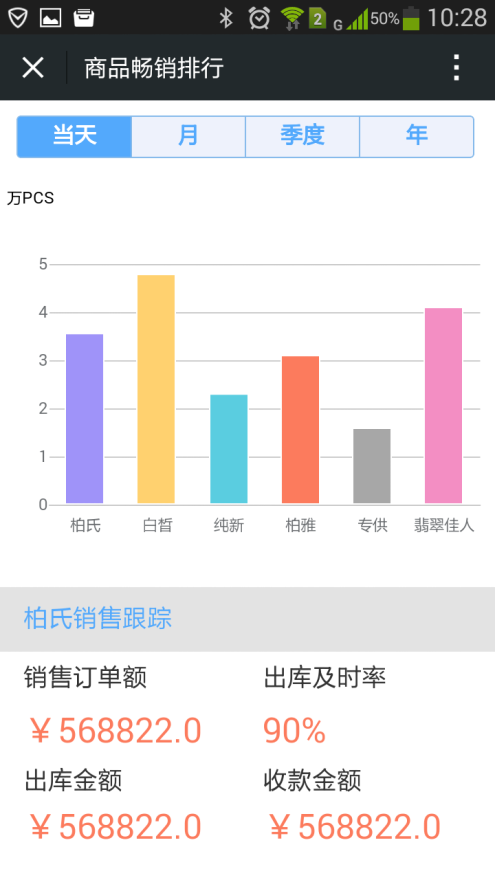 2 G 50% 10:28
商品畅销排行
当天 月 季度 年
万PCS
5
4
3
2
1
0
柏氏 白皙 纯新 柏雅 专供 翡翠佳人
柏氏销售跟踪
销售订单额 出库及时率
￥568822.0 90%
出库金额 收款金额
￥568822.0 ￥568822.0